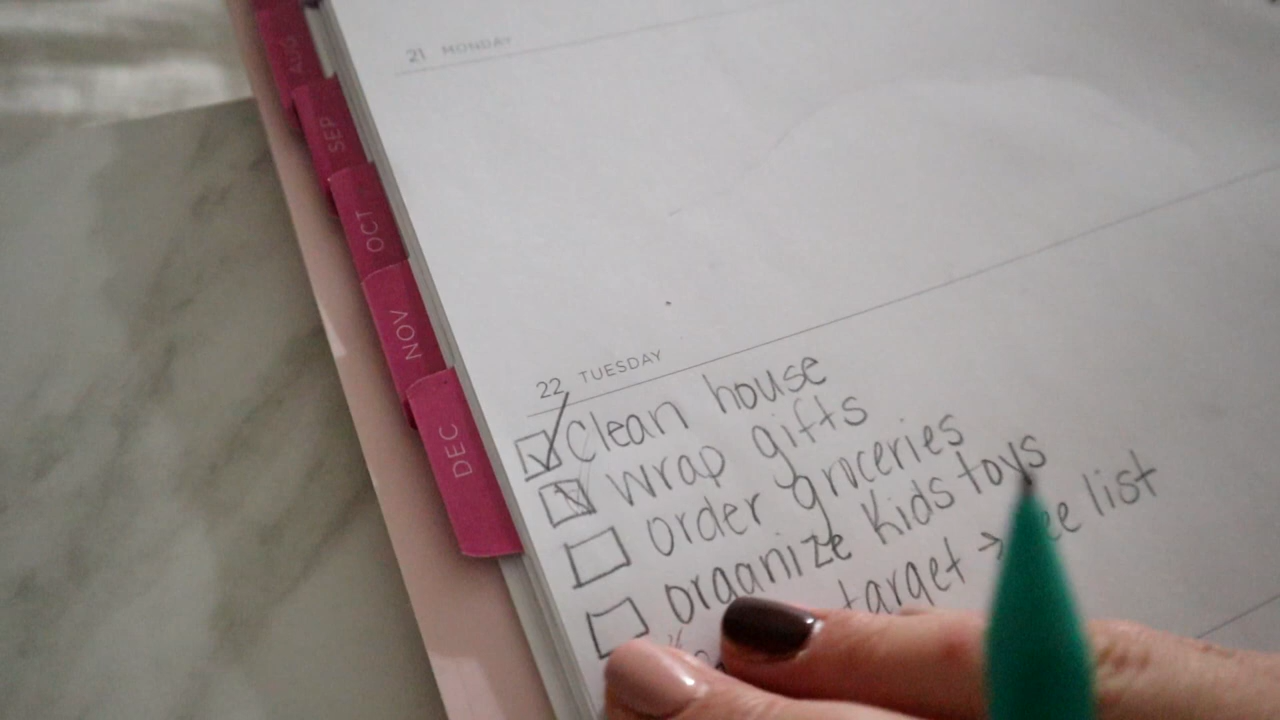 AUG
SEP
OCT
NOV
DEC
21 MONDAY
22 TUESDAY
Clean house
wrap gifts
order groceries
organize kids toys
target → list